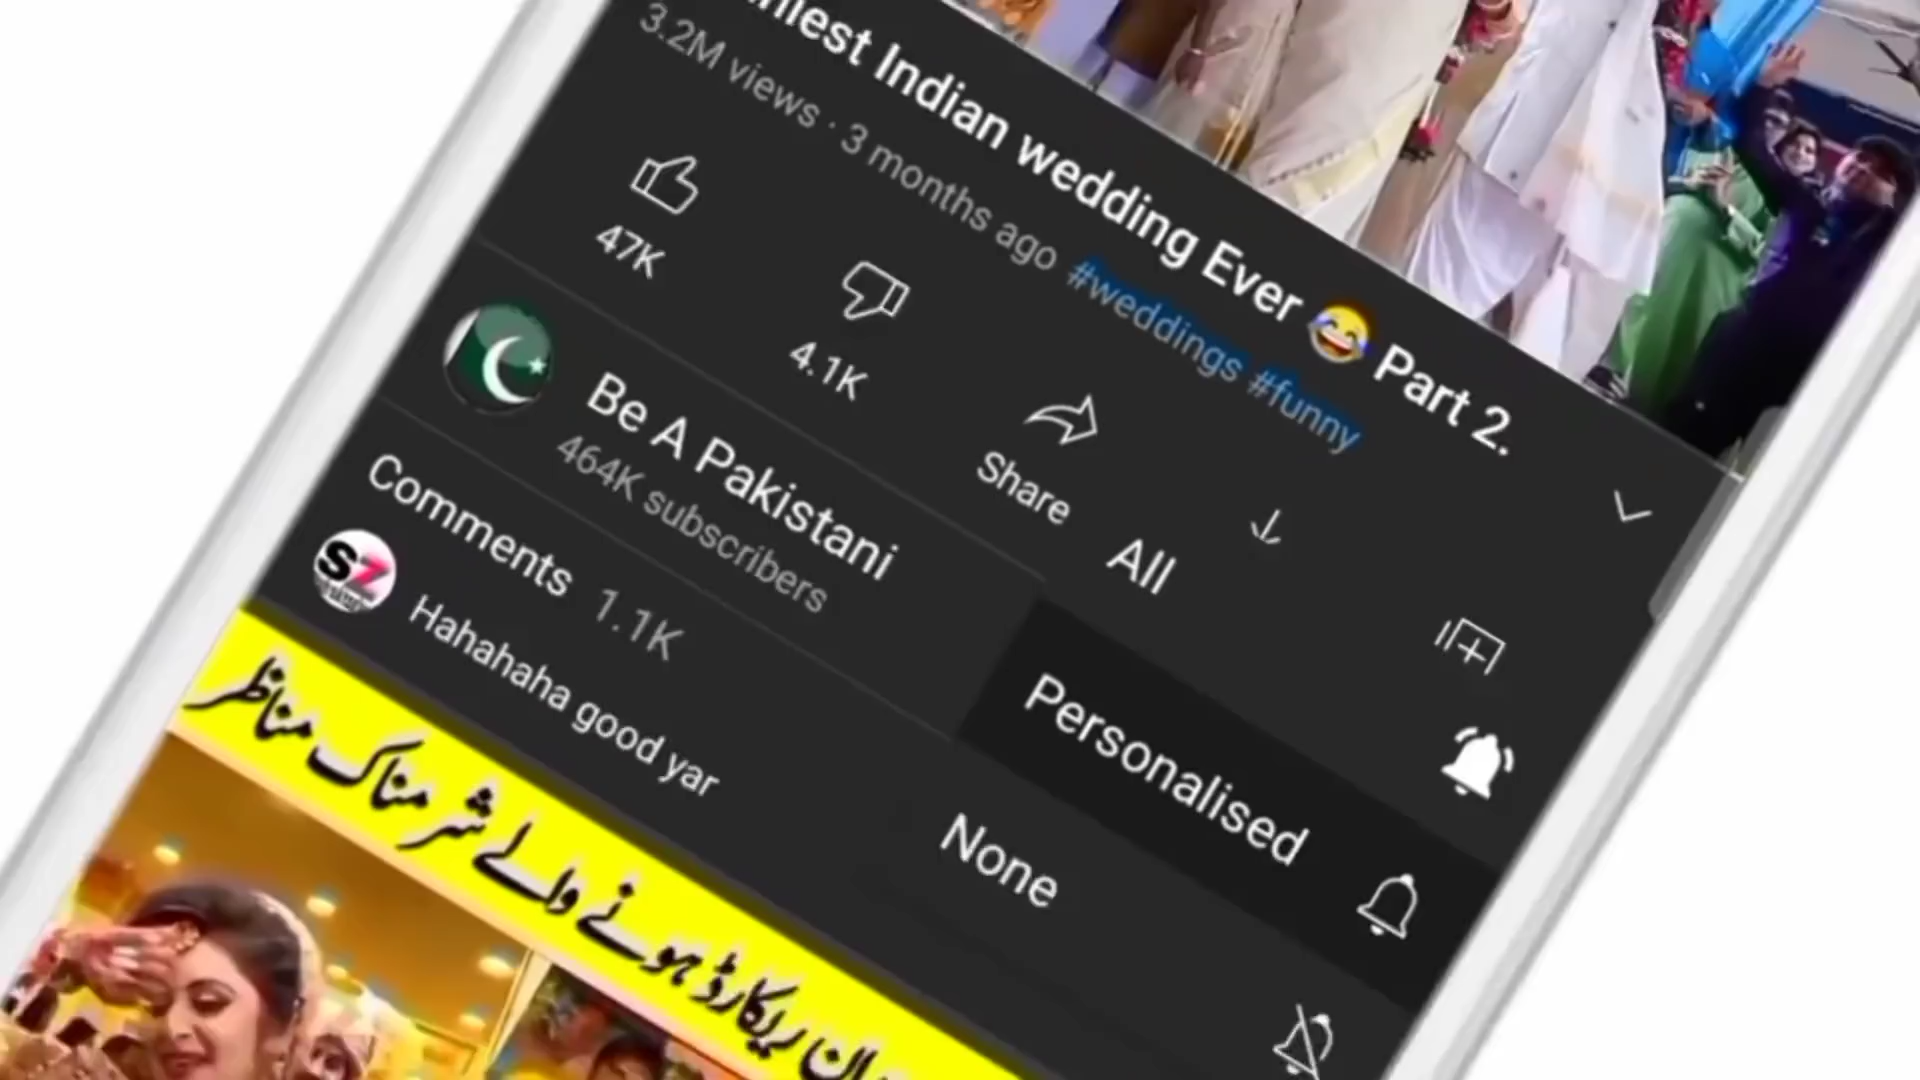 Indian wedding Ever 😂 Part 2.
3.2M views · 3 months ago #weddings #funny
47K
4.1K
Share
Be A Pakistani
464K subscribers
All
Personalised
None
Comments 1.1K
SZ
Hahahaha good yar
ریکارڈ ہونے والے شرمناک مناظر